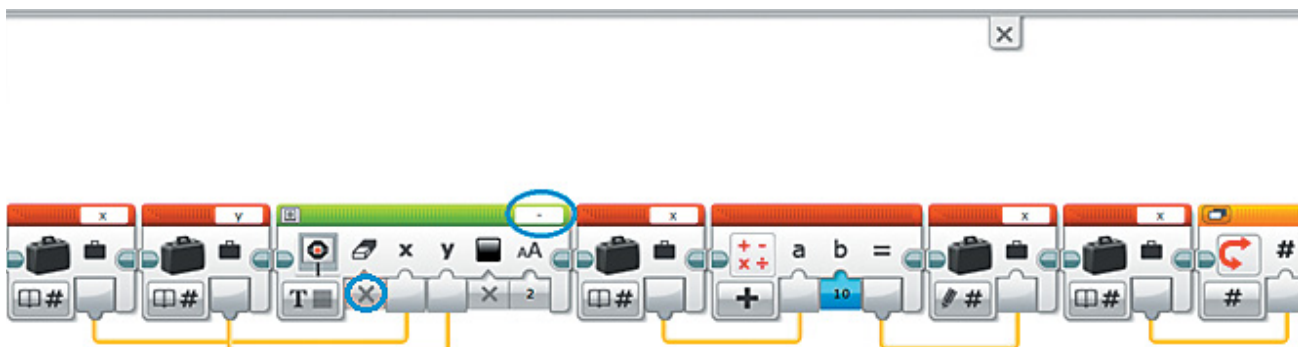 x y - x x x
x y AA a b = #
# # T 2 # + 10 # # #